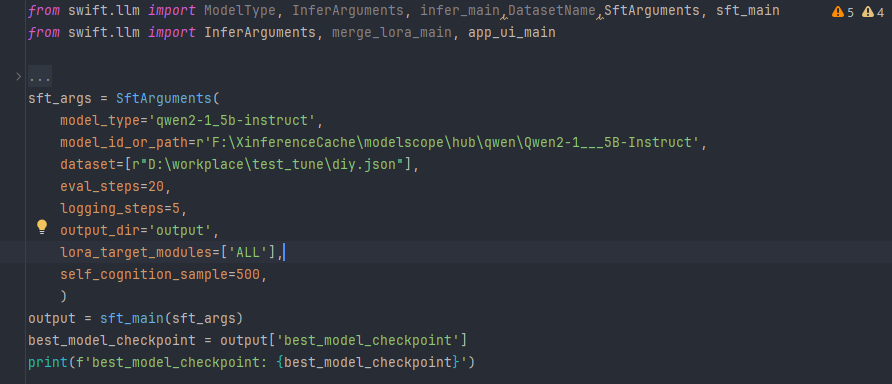 from swift.llm import ModelType, InferArguments, infer_main,DatasetName,SftArguments, sft_main
5 4
from swift.llm import InferArguments, merge_lora_main, app_ui_main
...
sft_args = SftArguments(
    model_type='qwen2-1_5b-instruct',
    model_id_or_path=r'F:\XinferenceCache\modelscope\hub\qwen\Qwen2-1___5B-Instruct',
    dataset=[r"D:\workplace\test_tune\diy.json"],
    eval_steps=20,
    logging_steps=5,
    output_dir='output',
    lora_target_modules=['ALL'],
    self_cognition_sample=500,
    )
output = sft_main(sft_args)
best_model_checkpoint = output['best_model_checkpoint']
print(f'best_model_checkpoint: {best_model_checkpoint}')